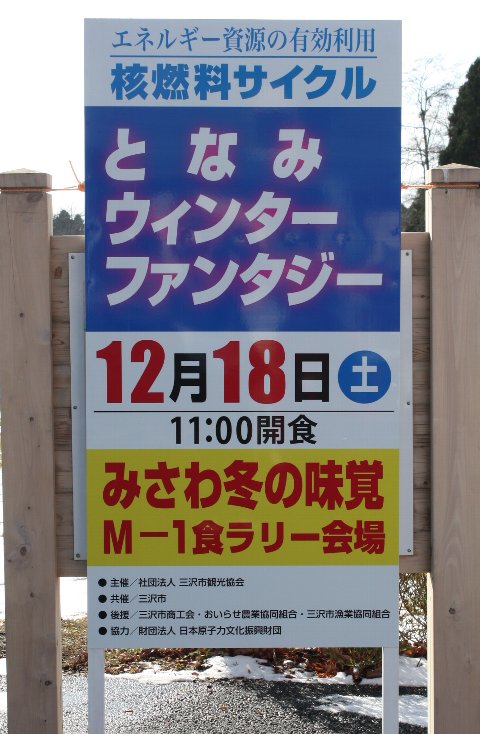 エネルギー資源の有効利用
核燃料サイクル
となみ
ウィンター
ファンタジー
12月18日土
11:00開食
みさわ冬の味覚
M－1食ラリー会場
●主催／社団法人 三沢市観光協会
●共催／三沢市
●後援／三沢市商工会・おいらせ農業協同組合・三沢市漁業協同組合
●協力／財団法人 日本原子力文化振興財団